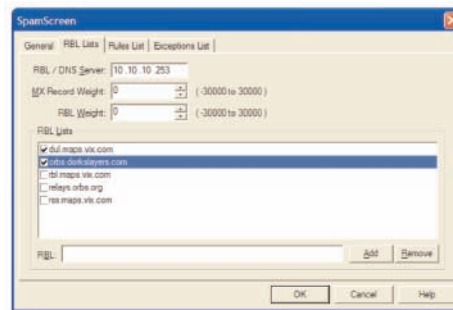 SpamScreen
General RBL Lists Rules List Exceptions List
RBL / DNS Server: 10 .10 .10 .253
MX Record Weight: 0 (-30000 to 30000 )
RBL Weight: 0 (-30000 to 30000 )
RBL Lists
dul.maps.vix.com
orbs.dorkslayers.com
rbl.maps.vix.com
relays.orbs.org
rss.maps.vix.com
RBL: Add Remove
OK Cancel Help